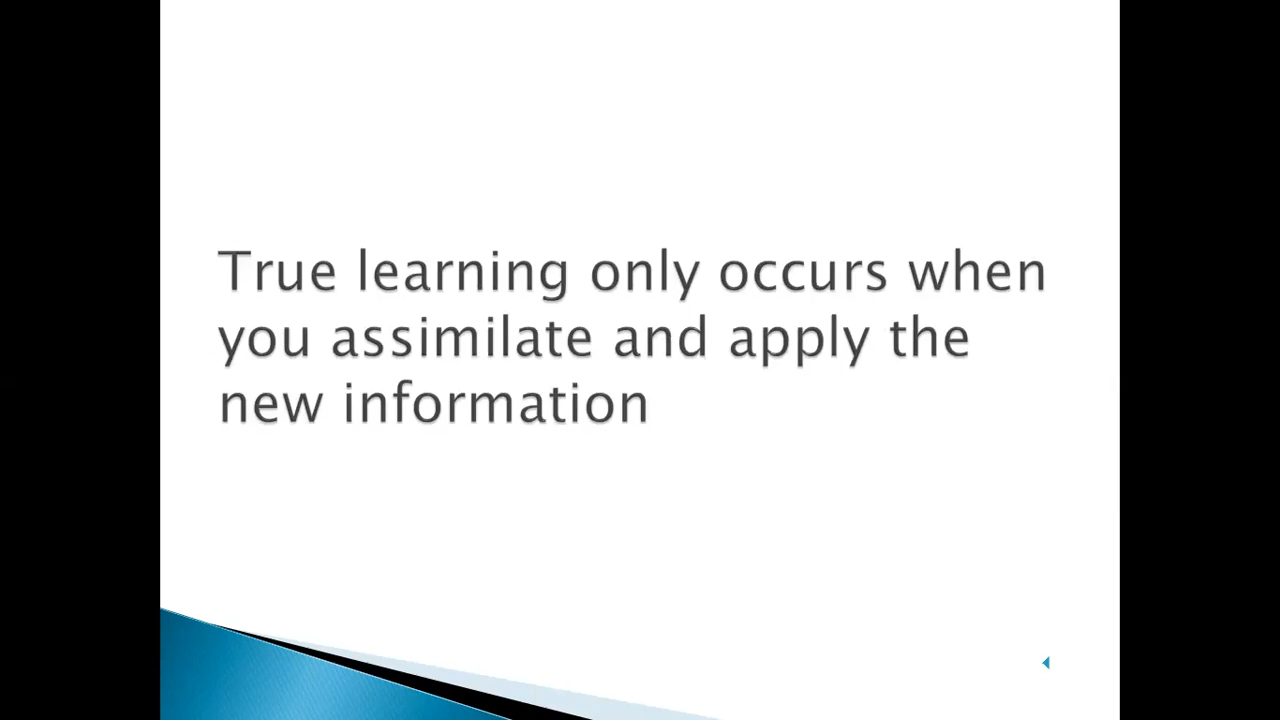 True learning only occurs when
you assimilate and apply the
new information